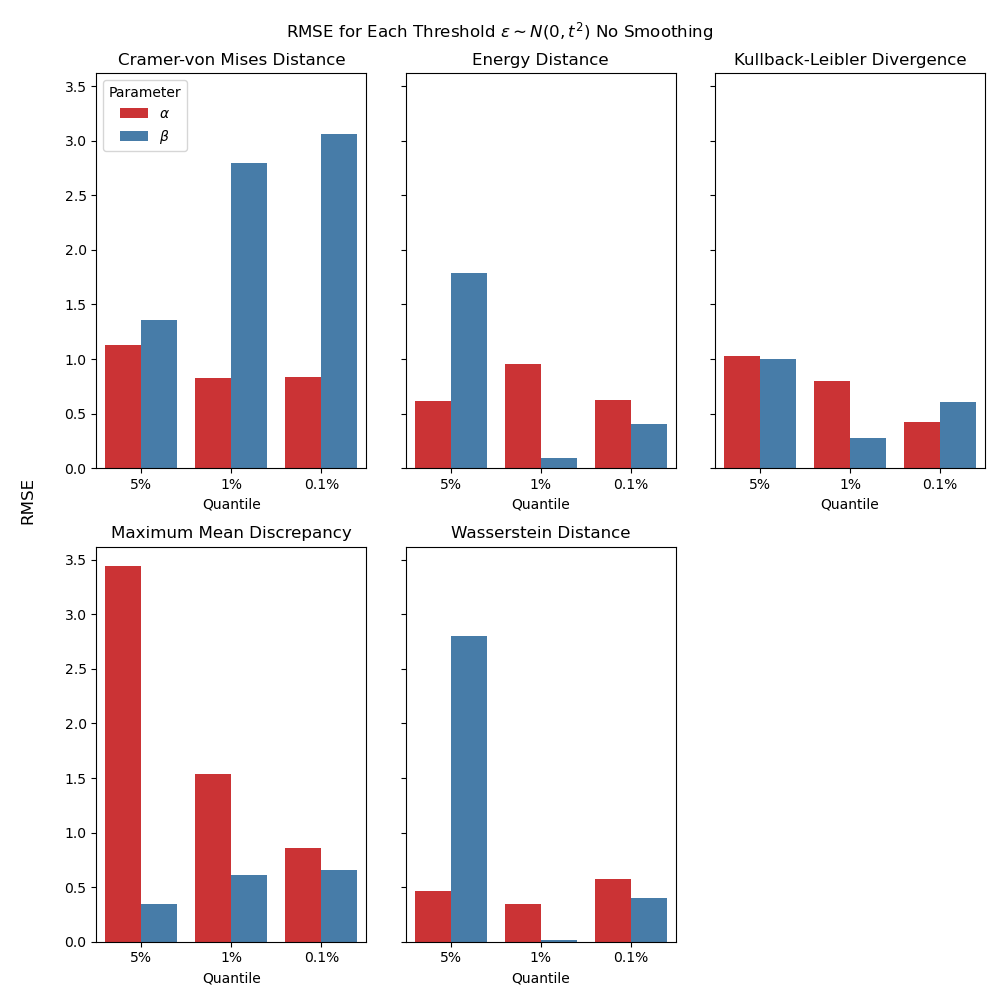 RMSE for Each Threshold ε ~ N(0, t²) No Smoothing
Cramer-von Mises Distance
Energy Distance
Kullback-Leibler Divergence
Parameter
α
β
3.5
3.0
2.5
2.0
1.5
1.0
0.5
0.0
5% 1% 0.1%
Quantile
5% 1% 0.1%
Quantile
5% 1% 0.1%
Quantile
RMSE
Maximum Mean Discrepancy
Wasserstein Distance
3.5
3.0
2.5
2.0
1.5
1.0
0.5
0.0
5% 1% 0.1%
Quantile
5% 1% 0.1%
Quantile